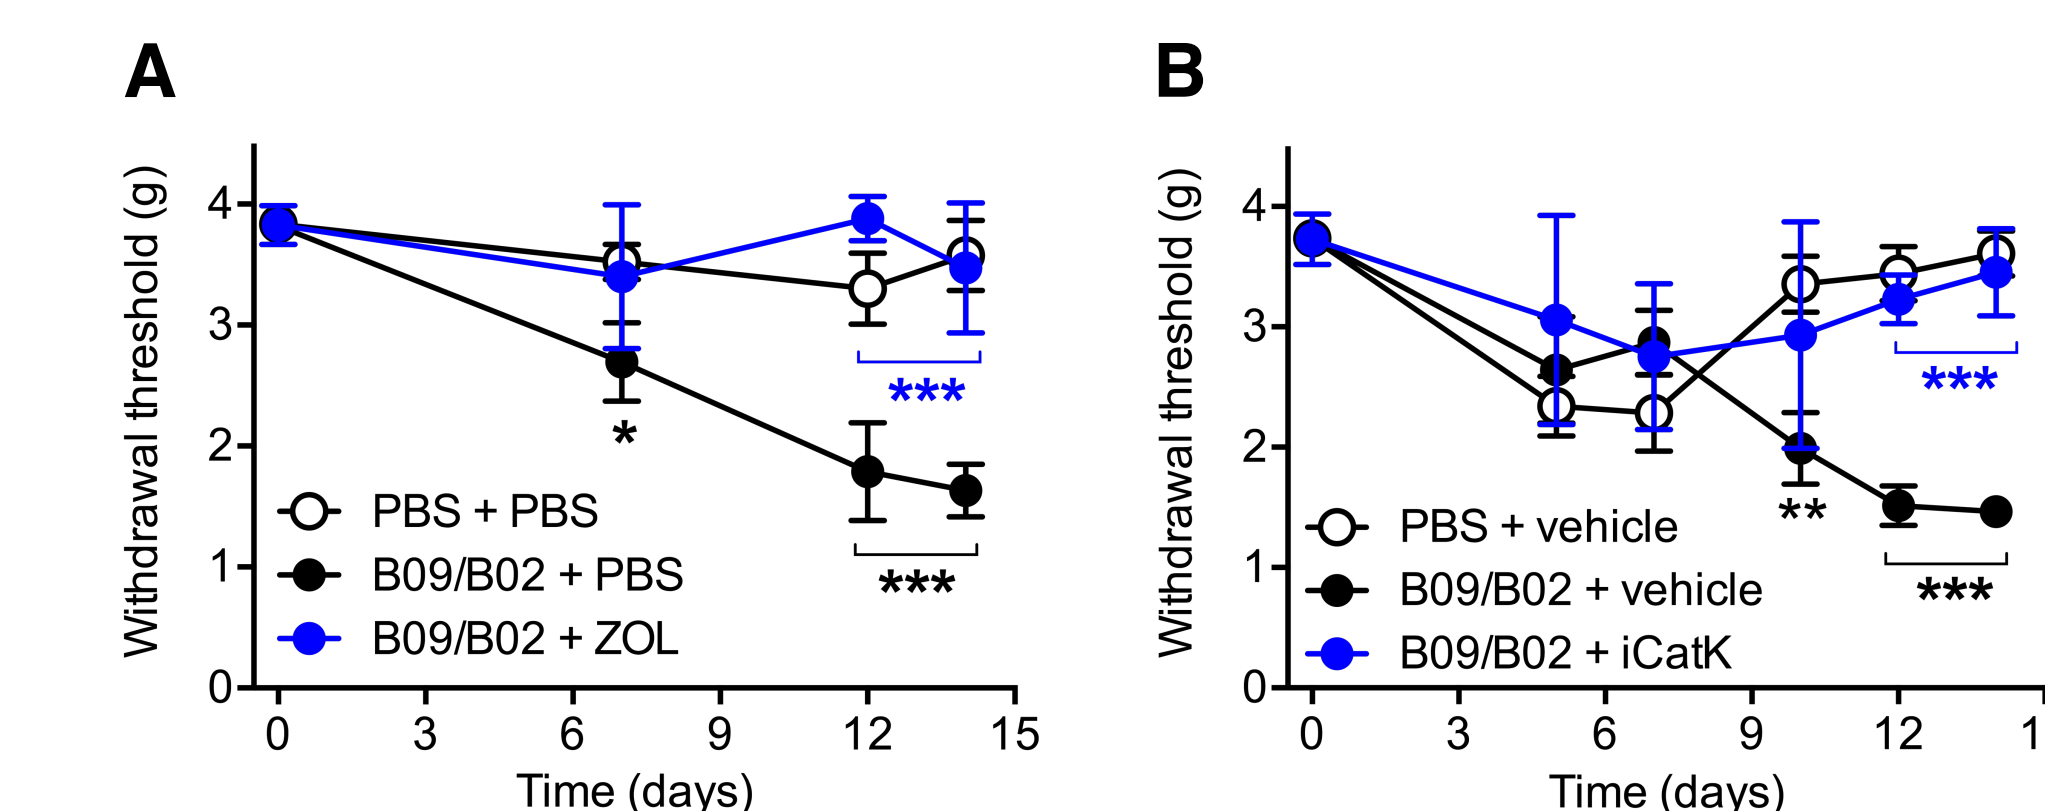 A
Withdrawal threshold (g)
4
3
2
1
0
***
*
***
PBS + PBS
B09/B02 + PBS
B09/B02 + ZOL
0 3 6 9 12 15
Time (days)
B
Withdrawal threshold (g)
4
3
2
1
0
***
**
***
PBS + vehicle
B09/B02 + vehicle
B09/B02 + iCatK
0 3 6 9 12 1
Time (days)